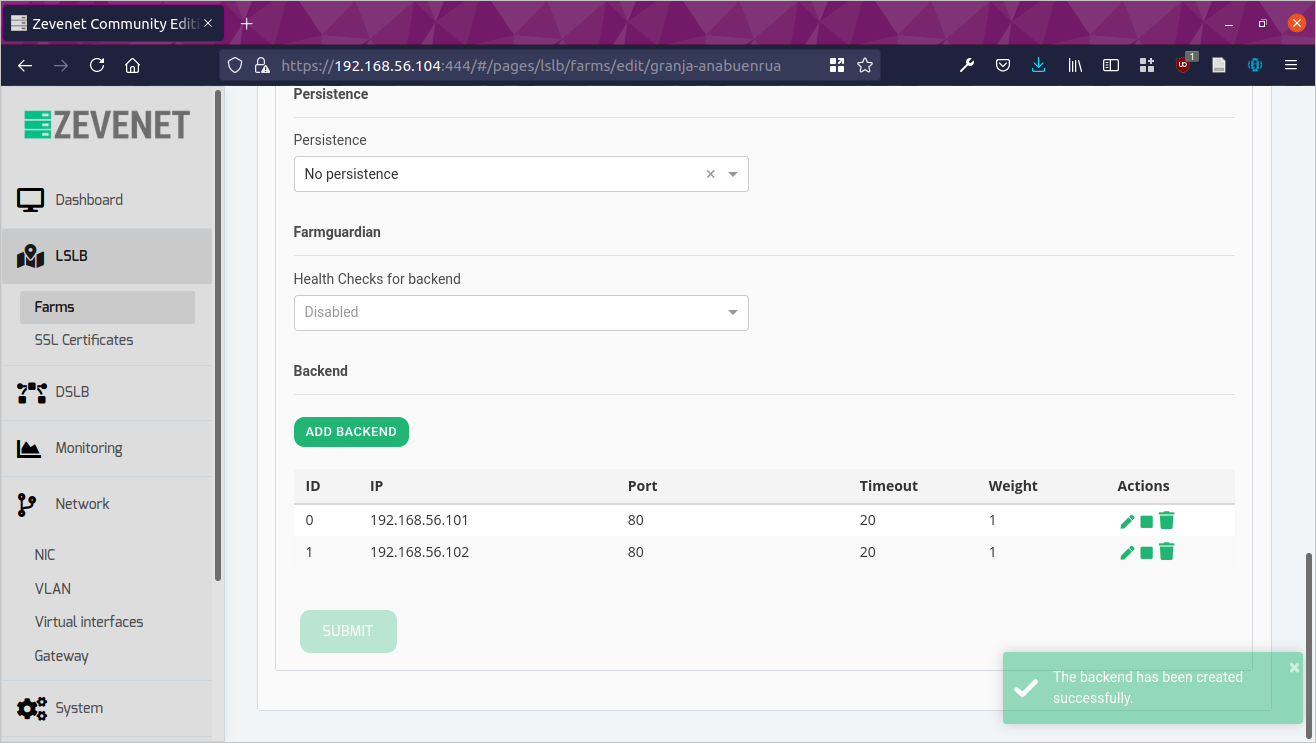 Zevenet Community Editi
https://192.168.56.104:444/#/pages/lslb/farms/edit/granja-anabuenrua
1
ZEVENET
Dashboard
LSLB
Farms
SSL Certificates
DSLB
Monitoring
Network
NIC
VLAN
Virtual interfaces
Gateway
System
Persistence
Persistence
No persistence
Farmguardian
Health Checks for backend
Disabled
Backend
ADD BACKEND
ID IP Port Timeout Weight Actions
0 192.168.56.101 80 20 1
1 192.168.56.102 80 20 1
SUBMIT
The backend has been created
successfully.